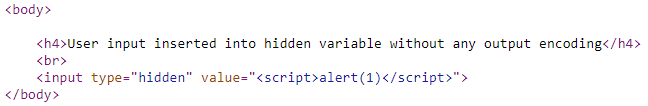 <body>
<h4>User input inserted into hidden variable without any output encoding</h4>
<br>
<input type="hidden" value="<script>alert(1)</script>">
</body>